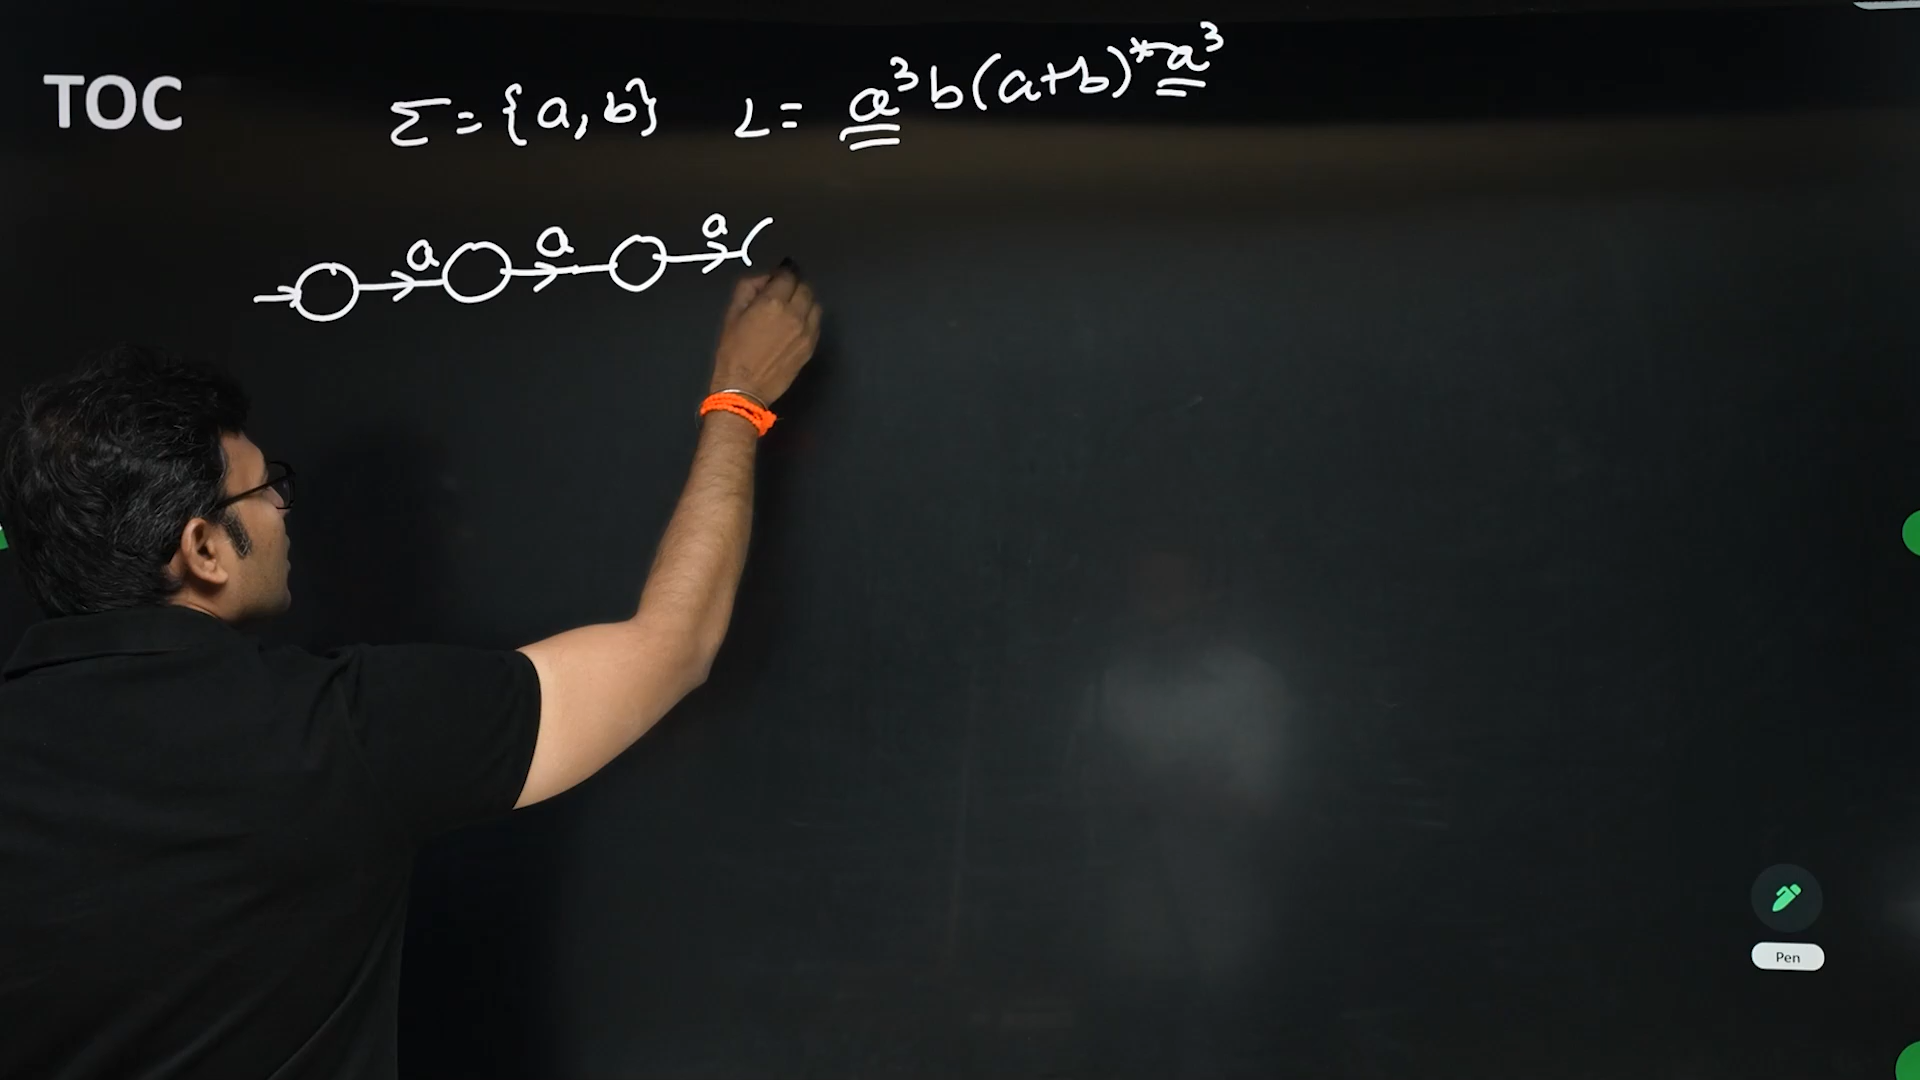 TOC
Σ = {a, b} L = a³b(a+b)*a³
a a a
Pen